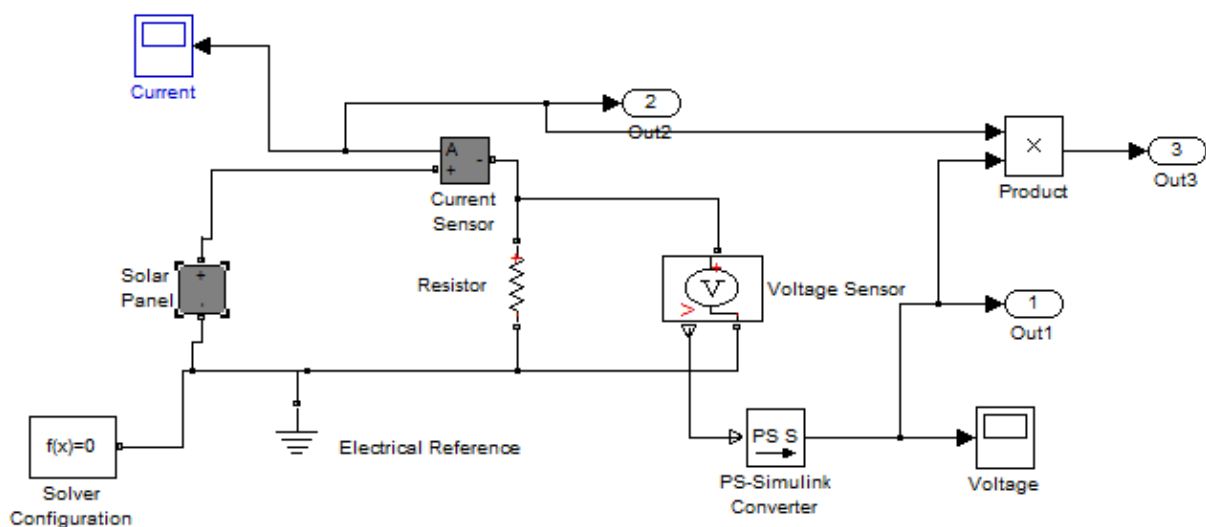 Current
2
Out2
A
+
-
Current
Sensor
×
Product
3
Out3
Solar
Panel
+
-
Resistor
+
+
V
V
Voltage Sensor
1
Out1
f(x)=0
Solver
Configuration
Electrical Reference
PS S
PS-Simulink
Converter
Voltage